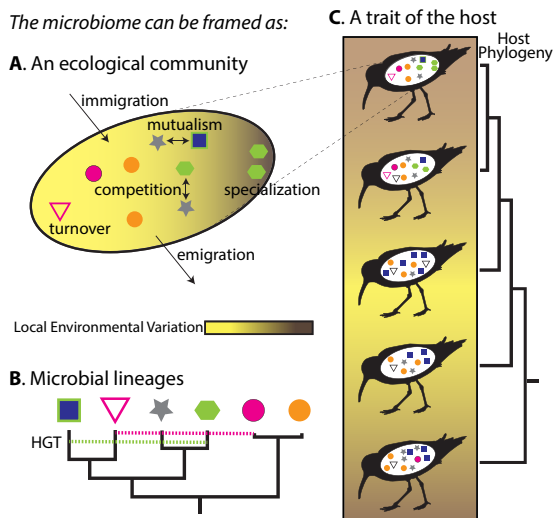 The microbiome can be framed as:
A. An ecological community
immigration
mutualism
competition
specialization
turnover
emigration
Local Environmental Variation
B. Microbial lineages
HGT
C. A trait of the host
Host
Phylogeny